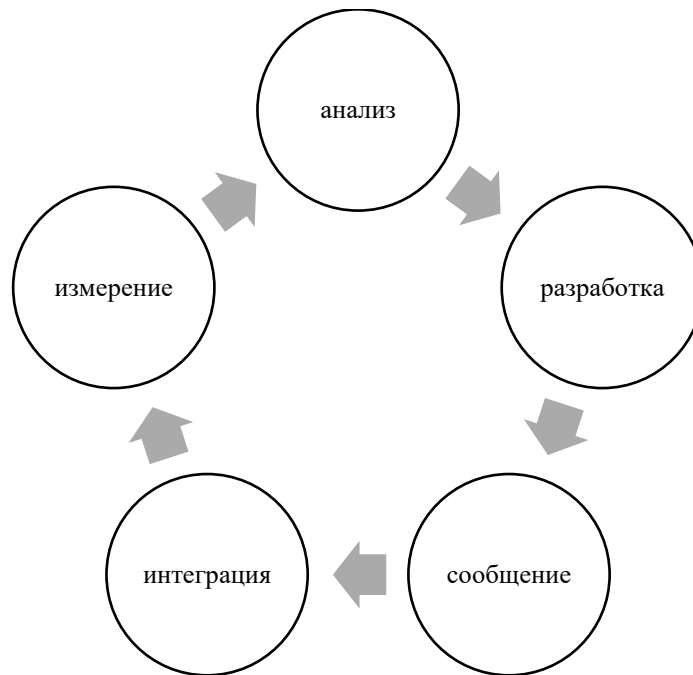 анализ
разработка
сообщение
интеграция
измерение